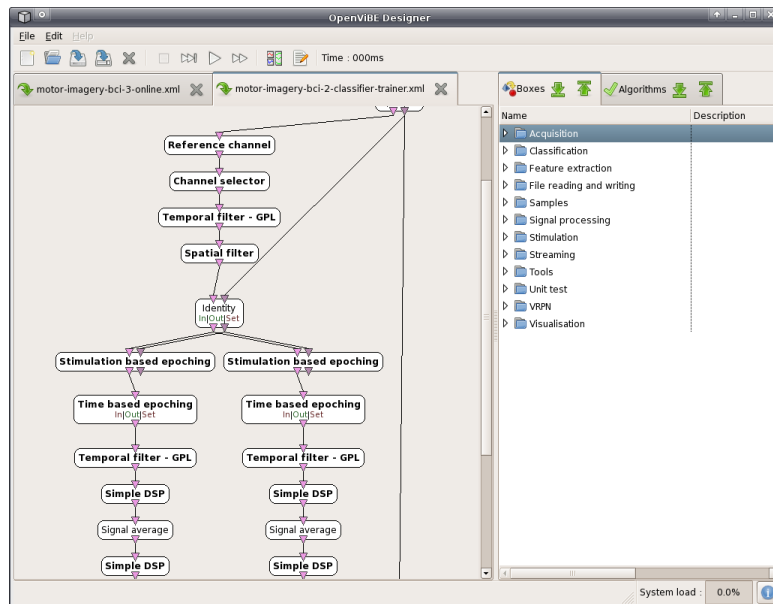 OpenViBE Designer
File Edit Help
Time : 000ms
motor-imagery-bci-3-online.xml
motor-imagery-bci-2-classifier-trainer.xml
Boxes
Algorithms
Name Description
Acquisition
Classification
Feature extraction
File reading and writing
Samples
Signal processing
Stimulation
Streaming
Tools
Unit test
VRPN
Visualisation
Reference channel
Channel selector
Temporal filter - GPL
Spatial filter
Identity
In|Out|Set
Stimulation based epoching Stimulation based epoching
Time based epoching Time based epoching
In|Out|Set In|Out|Set
Temporal filter - GPL Temporal filter - GPL
Simple DSP Simple DSP
Signal average Signal average
Simple DSP Simple DSP
System load : 0.0%